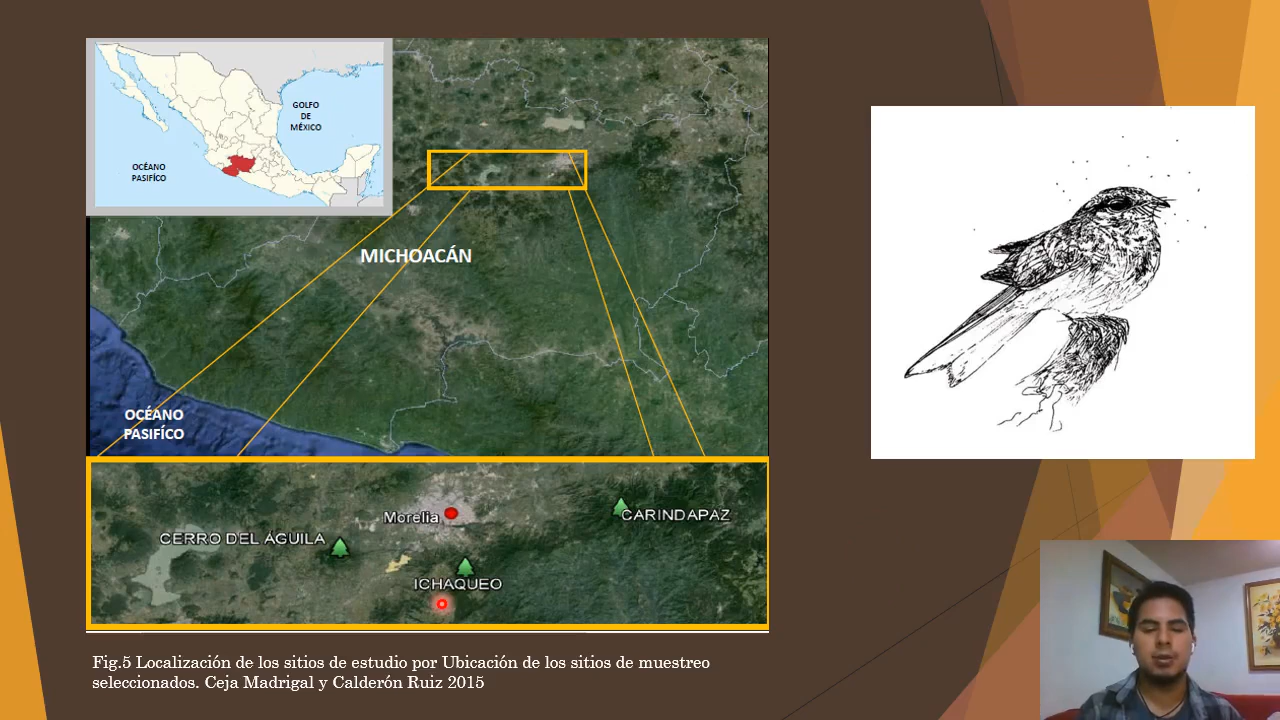 GOLFO
DE
MÉXICO
OCÉANO
PASIFÍCO
MICHOACÁN
OCÉANO
PASIFÍCO
Morelia
CARINDAPAZ
CERRO DEL ÁGUILA
ICHAQUEO
Fig.5 Localización de los sitios de estudio por Ubicación de los sitios de muestreo
seleccionados. Ceja Madrigal y Calderón Ruiz 2015